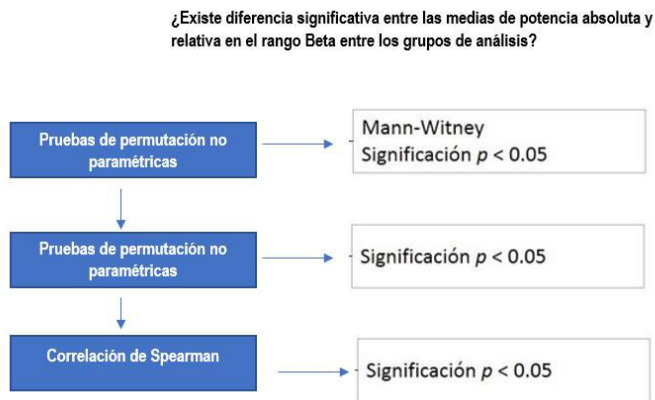 ¿Existe diferencia significativa entre las medias de potencia absoluta y
relativa en el rango Beta entre los grupos de análisis?
Pruebas de permutación no
paramétricas
Mann-Witney
Significación p < 0.05
Pruebas de permutación no
paramétricas
Significación p < 0.05
Correlación de Spearman
Significación p < 0.05